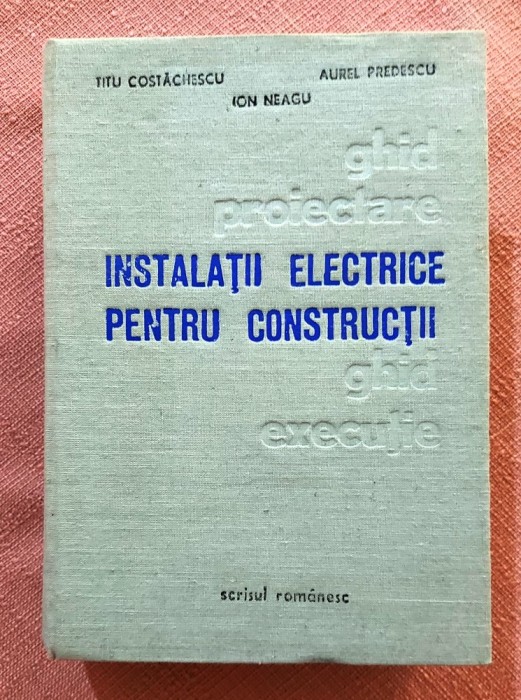 TITU COSTĂCHESCU
AUREL PREDESCU
ION NEAGU
ghid
proiectare
INSTALAŢII ELECTRICE
PENTRU CONSTRUCŢII
ghid
execuţie
scrisul românesc